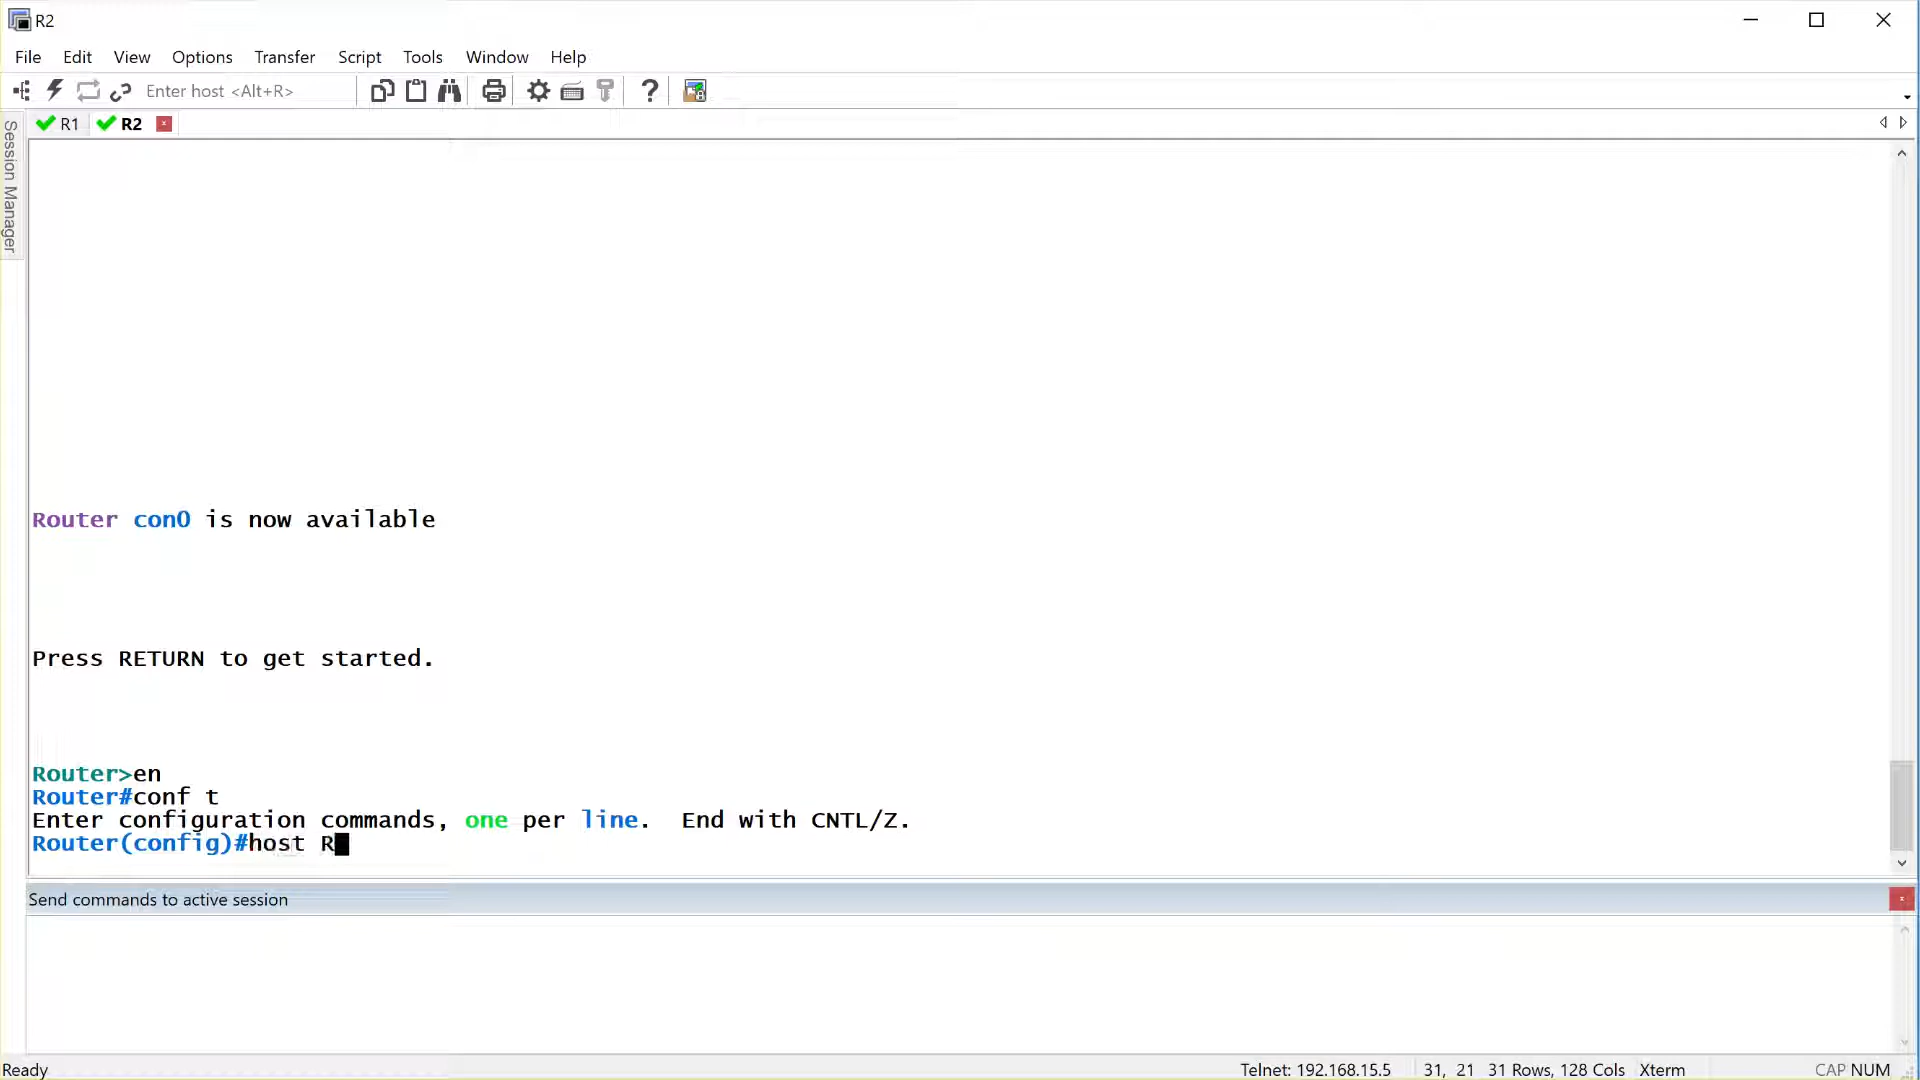 R2
File Edit View Options Transfer Script Tools Window Help
Enter host <Alt+R>
R1 R2
Session Manager
Router con0 is now available
Press RETURN to get started.
Router>en
Router#conf t
Enter configuration commands, one per line.  End with CNTL/Z.
Router(config)#host R
Send commands to active session
Ready Telnet: 192.168.15.5 31, 21 31 Rows, 128 Cols Xterm CAP NUM